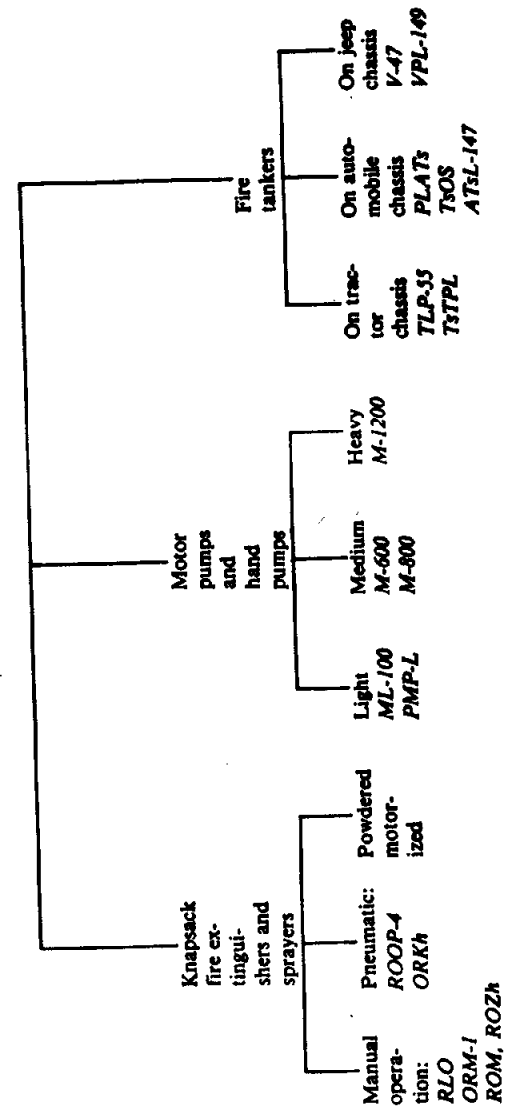 Knapsack
fire ex-
tingui-
shers and
sprayers
Manual
opera-
tion:
RLO
ORM-1
ROM, ROZh
Pneumatic:
ROOP-4
ORKh
Powdered
motor-
ized
Motor
pumps
and
hand
pumps
Light
ML-100
PMP-L
Medium
M-600
M-800
Heavy
M-1200
Fire
tankers
On trac-
tor
chassis
TLP-55
TsTPL
On auto-
mobile
chassis
PLATs
TsOS
ATsL-147
On jeep
chassis
V-47
VPL-149